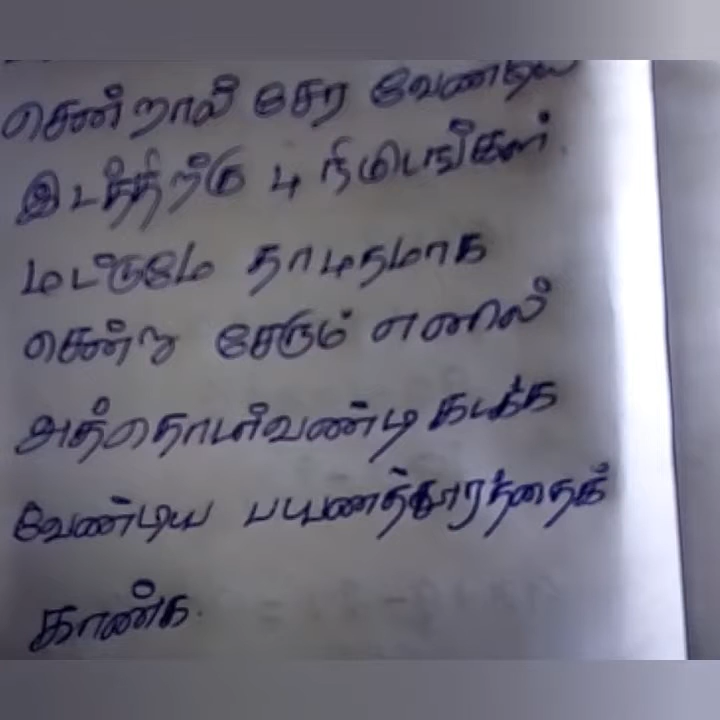 சென்றால் சேர வேண்டிய
இடத்திற்கு 4 நிமிடங்கள்
மட்டுமே தாமதமாக
சென்று சேரும் எனில்
அத்தொடர்வண்டி கடக்க
வேண்டிய பயணத்தூரத்தைக்
காண்க.